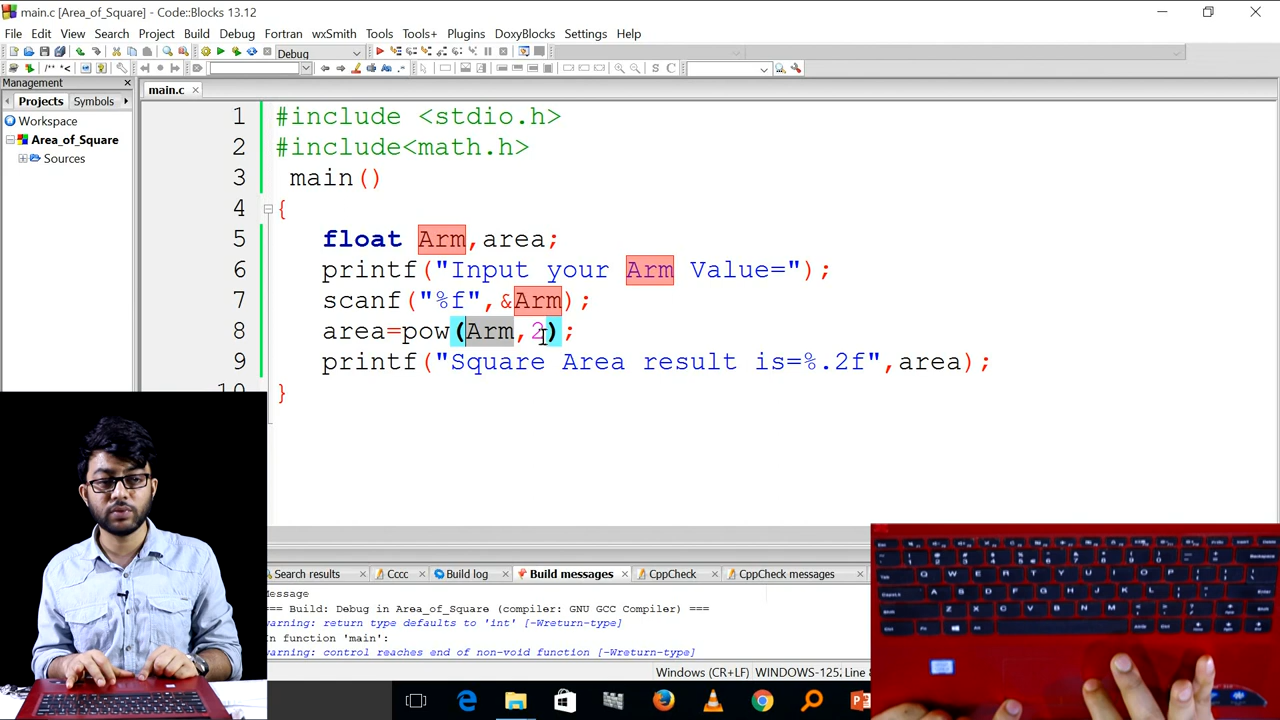 main.c [Area_of_Square] - Code::Blocks 13.12
File Edit View Search Project Build Debug Fortran wxSmith Tools Tools+ Plugins DoxyBlocks Settings Help
Debug
Management
main.c
Projects Symbols
Workspace
Area_of_Square
Sources
1 #include <stdio.h>
2 #include<math.h>
3 main()
4 {
5 float Arm,area;
6 printf("Input your Arm Value=");
7 scanf("%f",&Arm);
8 area=pow(Arm,2);
9 printf("Square Area result is=%.2f",area);
10 }
Search results Cccc Build log Build messages CppCheck CppCheck messages
Message
=== Build: Debug in Area_of_Square (compiler: GNU GCC Compiler) ===
warning: return type defaults to 'int' [-Wreturn-type]
In function 'main':
warning: control reaches end of non-void function [-Wreturn-type]
Windows (CR+LF) WINDOWS-125 Line 8